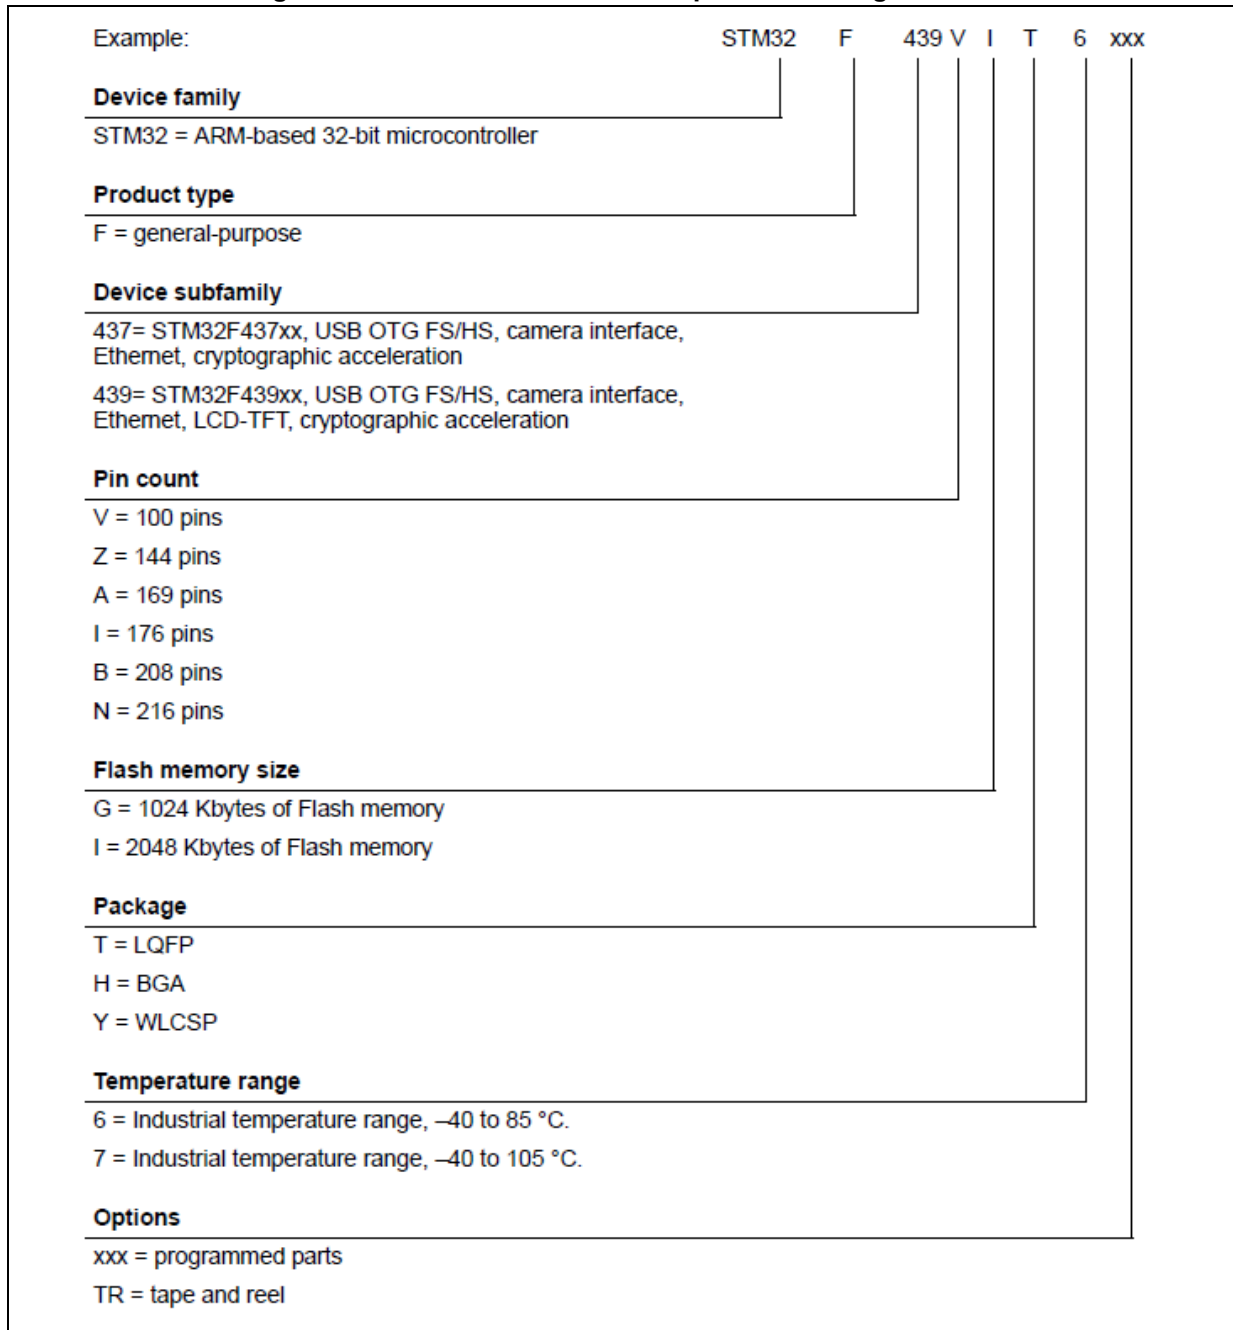 Example: STM32 F 439 V I T 6 xxx
Device family
STM32 = ARM-based 32-bit microcontroller
Product type
F = general-purpose
Device subfamily
437= STM32F437xx, USB OTG FS/HS, camera interface,
Ethernet, cryptographic acceleration
439= STM32F439xx, USB OTG FS/HS, camera interface,
Ethernet, LCD-TFT, cryptographic acceleration
Pin count
V = 100 pins
Z = 144 pins
A = 169 pins
I = 176 pins
B = 208 pins
N = 216 pins
Flash memory size
G = 1024 Kbytes of Flash memory
I = 2048 Kbytes of Flash memory
Package
T = LQFP
H = BGA
Y = WLCSP
Temperature range
6 = Industrial temperature range, –40 to 85 °C.
7 = Industrial temperature range, –40 to 105 °C.
Options
xxx = programmed parts
TR = tape and reel